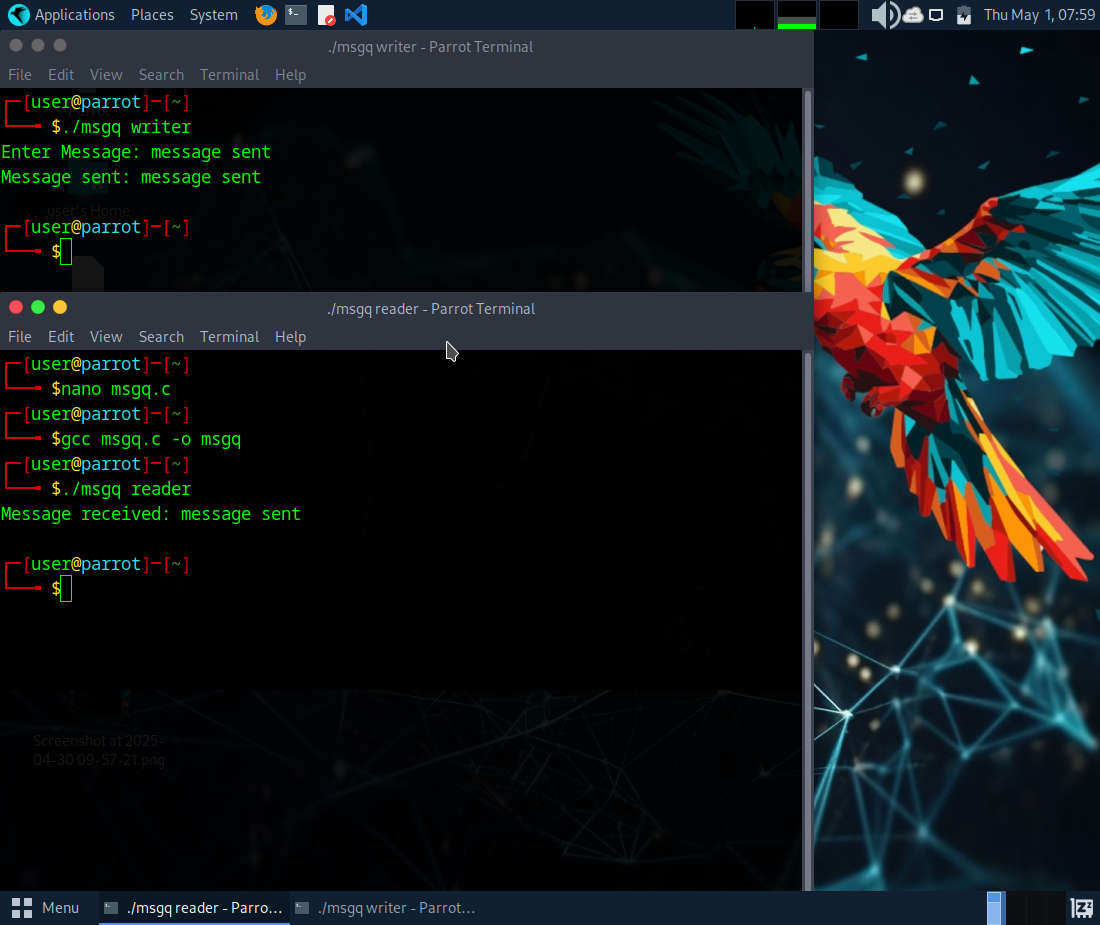 Applications Places System Thu May 1, 07:59
./msgq writer - Parrot Terminal
File Edit View Search Terminal Help
[user@parrot]─[~]
$./msgq writer
Enter Message: message sent
Message sent: message sent
user's Home
[user@parrot]─[~]
$
./msgq reader - Parrot Terminal
File Edit View Search Terminal Help
[user@parrot]─[~]
$nano msgq.c
[user@parrot]─[~]
$gcc msgq.c -o msgq
[user@parrot]─[~]
$./msgq reader
Message received: message sent
[user@parrot]─[~]
$
Screenshot at 2025-
04-30 09-57-21.png
Menu ./msgq reader - Parro... ./msgq writer - Parrot...